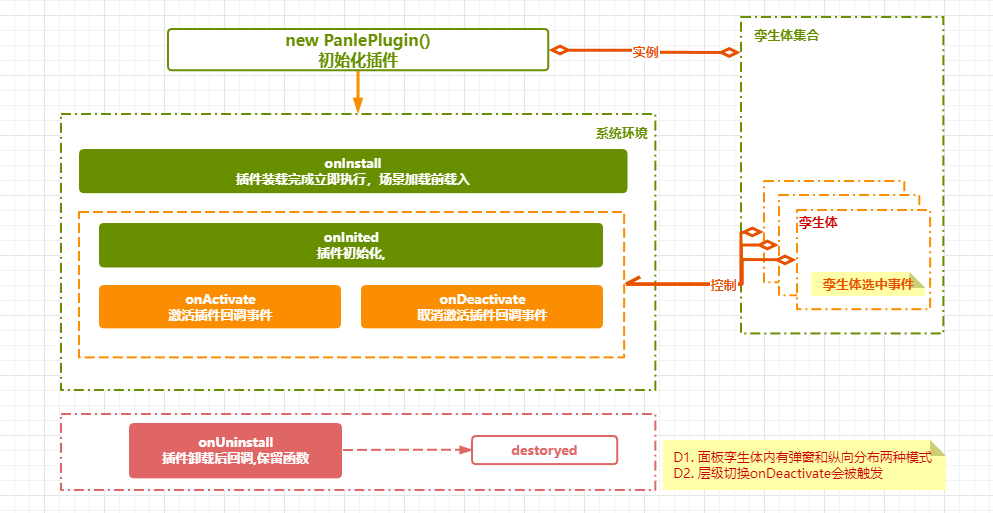 new PanlePlugin()
初始化插件
实例
孪生体集合
系统环境
onInstall
插件装载完成立即执行，场景加载前载入
onInited
插件初始化,
onActivate
激活插件回调事件
onDeactivate
取消激活插件回调事件
控制
孪生体
孪生体选中事件
onUninstall
插件卸载后回调,保留函数
destoryed
D1. 面板孪生体内有弹窗和纵向分布两种模式
D2. 层级切换onDeactivate会被触发